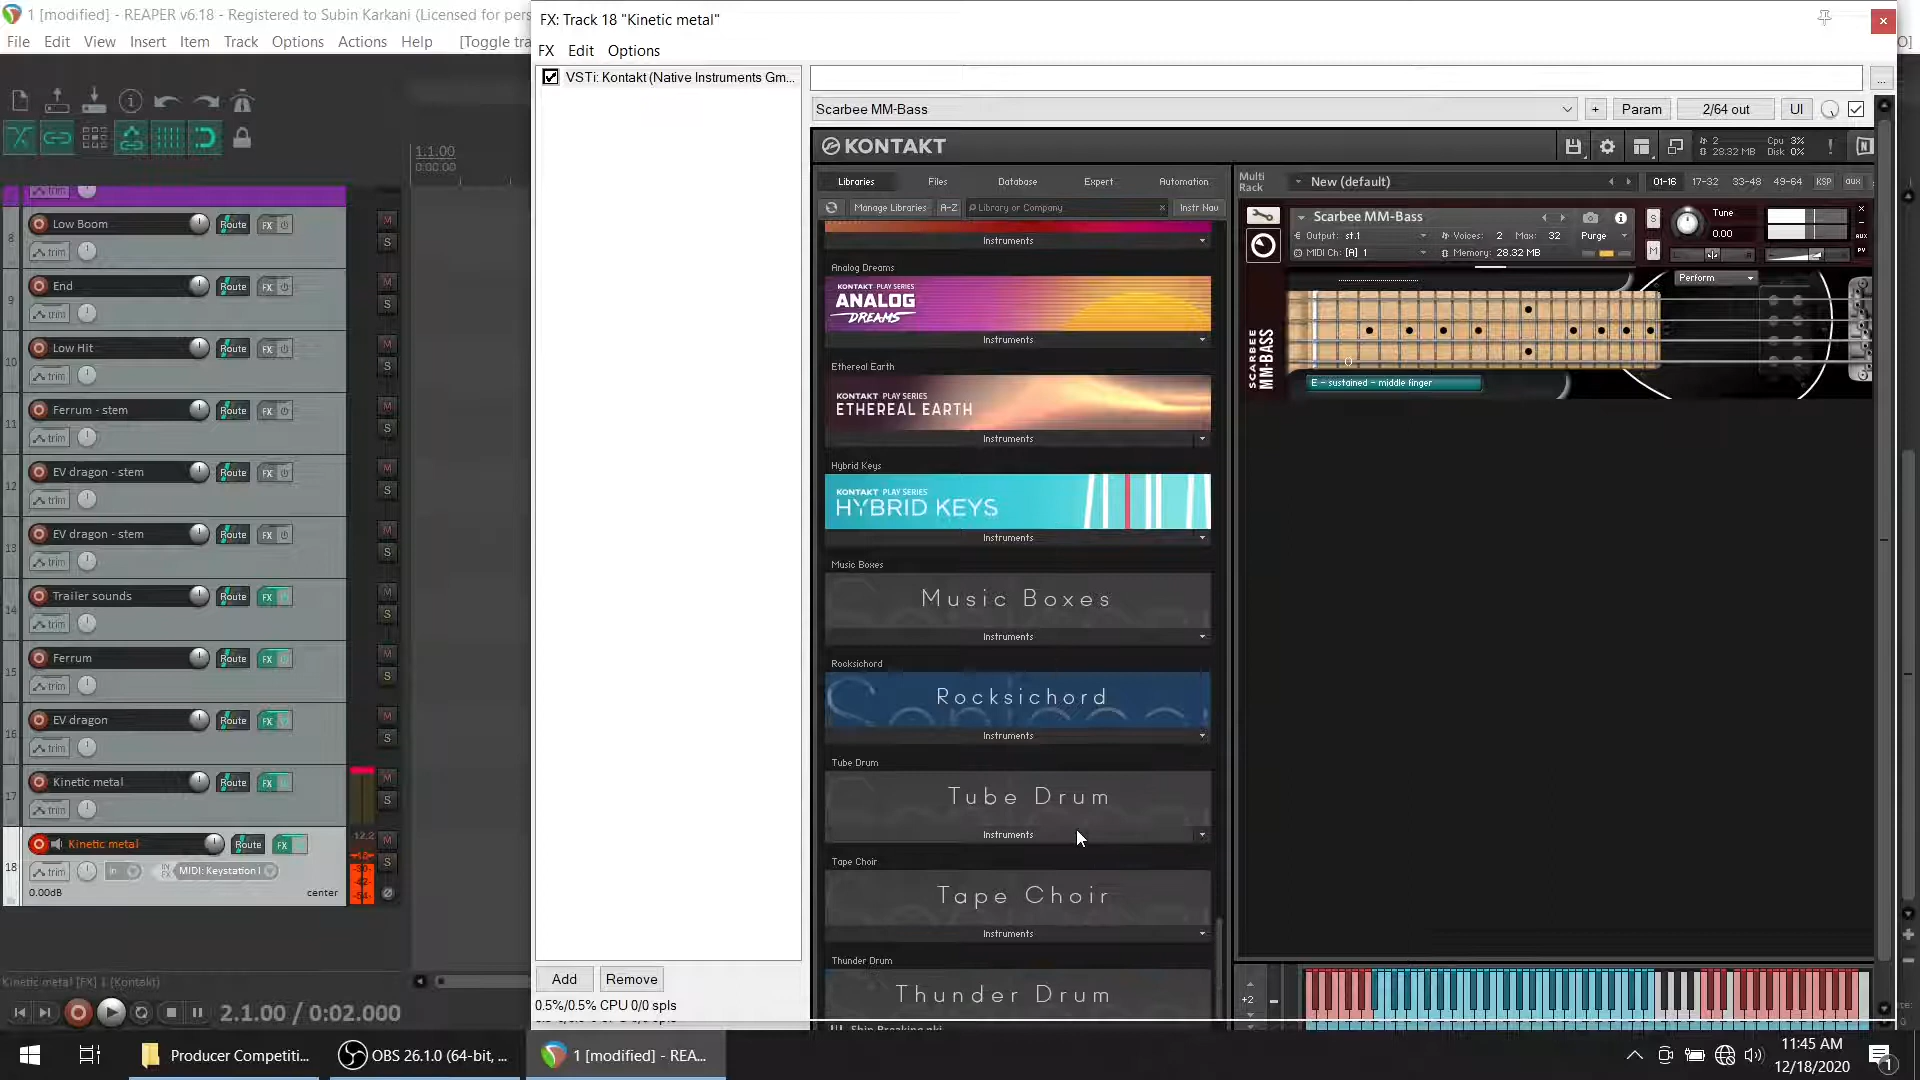 1 [modified] - REAPER v6.18 - Registered to Subin Karkani (Licensed for pers
File Edit View Insert Item Track Options Actions Help [Toggle tra
1.1.00
0:00.00
trim
8 Low Boom Route FX M S
trim
9 End Route FX M S
trim
10 Low Hit Route FX M S
trim
11 Ferrum - stem Route FX M S
trim
12 EV dragon - stem Route FX M S
trim
13 EV dragon - stem Route FX M S
trim
14 Trailer sounds Route FX M S
trim
15 Ferrum Route FX M S
trim
16 EV dragon Route FX M S
trim
17 Kinetic metal Route FX M S
trim
18 Kinetic metal Route FX 12.2 M S
trim in IN FX MIDI: Keystation
0.00dB center
Kinetic metal [FX] 1 (Kontakt)
2.1.00 / 0:02.000
FX: Track 18 "Kinetic metal"
FX Edit Options
VSTi: Kontakt (Native Instruments Gm...
Add Remove
0.5%/0.5% CPU 0/0 spls
...
Scarbee MM-Bass + Param 2/64 out UI
KONTAKT
2 Cpu 3%
28.32 MB Disk 0%
Libraries Files Database Expert Automation
Manage Libraries A-Z Library or Company Instr Nav
Instruments
Analog Dreams
KONTAKT PLAY SERIES
ANALOG
DREAMS
Instruments
Ethereal Earth
KONTAKT PLAY SERIES
ETHEREAL EARTH
Instruments
Hybrid Keys
KONTAKT PLAY SERIES
HYBRID KEYS
Instruments
Music Boxes
Music Boxes
Instruments
Rocksichord
Rocksichord
Instruments
Tube Drum
Tube Drum
Instruments
Tape Choir
Tape Choir
Instruments
Thunder Drum
Thunder Drum
Multi
Rack
New (default) 01-16 17-32 33-48 49-64 KSP aux
Scarbee MM-Bass
Output: st.1 Voices: 2 Max: 32 Purge
MIDI Ch: [A] 1 Memory: 28.32 MB
S
M
Tune
0.00
AUX
PV
Perform
SCARBEE
MM-BASS
E - sustained - middle finger
+2
Producer Competiti...
OBS 26.1.0 (64-bit, ...
1 [modified] - REA...
11:45 AM
12/18/2020
1